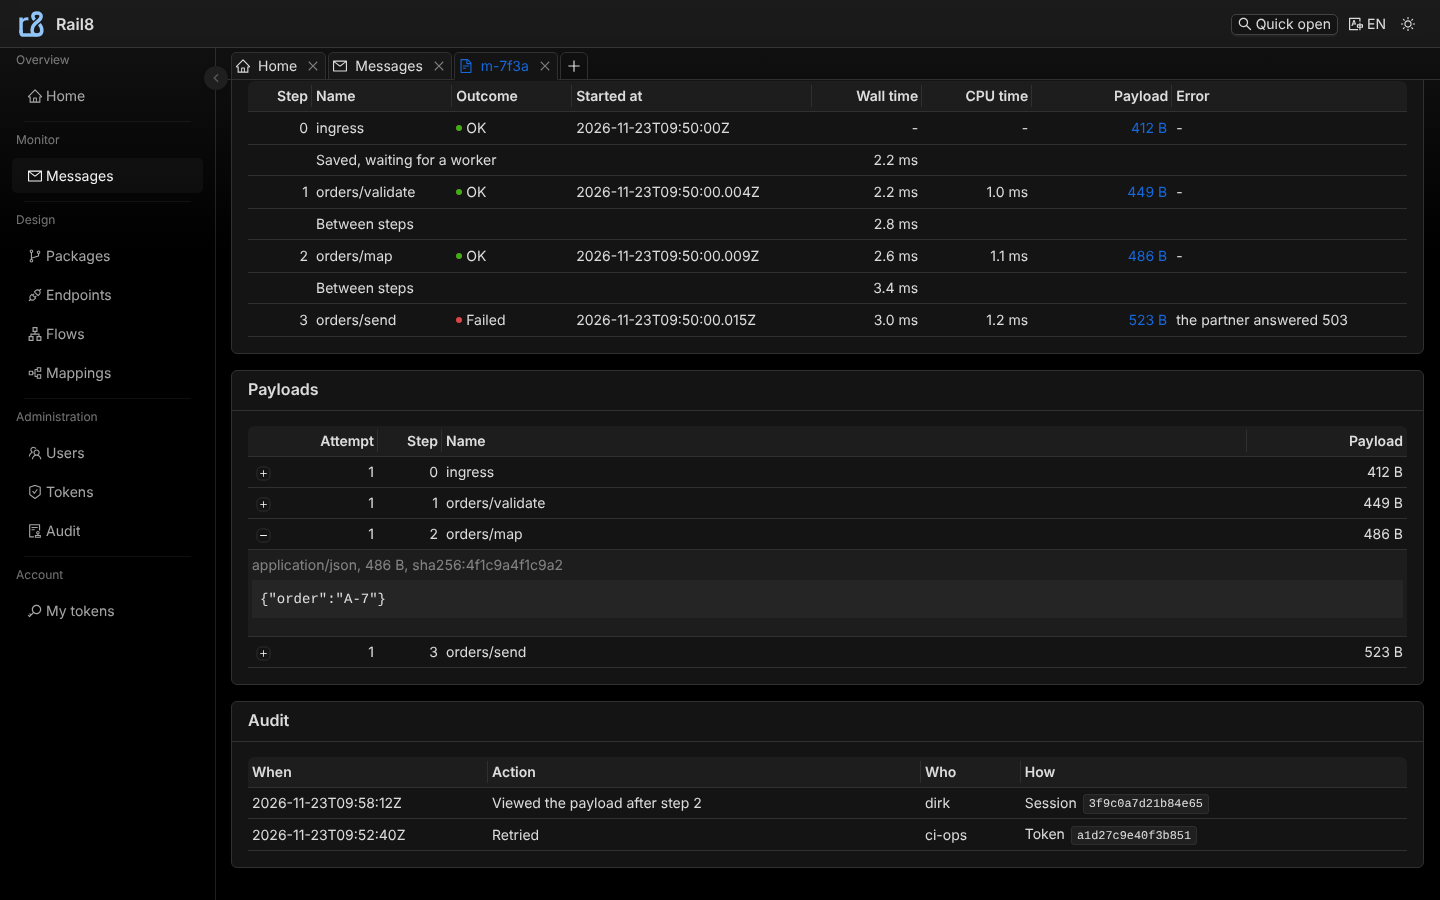 r8 Rail8
Quick open
EN
Overview
Home
Monitor
Messages
Design
Packages
Endpoints
Flows
Mappings
Administration
Users
Tokens
Audit
Account
My tokens
Home Messages m-7f3a
Step Name Outcome Started at Wall time CPU time Payload Error
0 ingress OK 2026-11-23T09:50:00Z - - 412 B -
Saved, waiting for a worker 2.2 ms
1 orders/validate OK 2026-11-23T09:50:00.004Z 2.2 ms 1.0 ms 449 B -
Between steps 2.8 ms
2 orders/map OK 2026-11-23T09:50:00.009Z 2.6 ms 1.1 ms 486 B -
Between steps 3.4 ms
3 orders/send Failed 2026-11-23T09:50:00.015Z 3.0 ms 1.2 ms 523 B the partner answered 503
Payloads
Attempt Step Name Payload
1 0 ingress 412 B
1 1 orders/validate 449 B
1 2 orders/map 486 B
application/json, 486 B, sha256:4f1c9a4f1c9a2
{"order":"A-7"}
1 3 orders/send 523 B
Audit
When Action Who How
2026-11-23T09:58:12Z Viewed the payload after step 2 dirk Session 3f9c0a7d21b84e65
2026-11-23T09:52:40Z Retried ci-ops Token a1d27c9e40f3b851